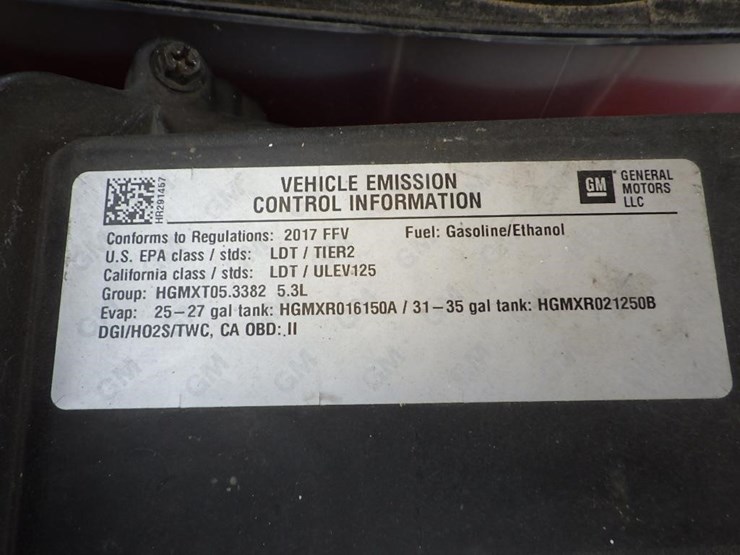 HR291457
VEHICLE EMISSION
CONTROL INFORMATION
GM
GENERAL
MOTORS
LLC
Conforms to Regulations: 2017 FFV Fuel: Gasoline/Ethanol
U.S. EPA class / stds: LDT / TIER2
California class / stds: LDT / ULEV125
Group: HGMXT05.3382 5.3L
Evap: 25-27 gal tank: HGMXR016150A / 31-35 gal tank: HGMXR021250B
DGI/HO2S/TWC, CA OBD: II